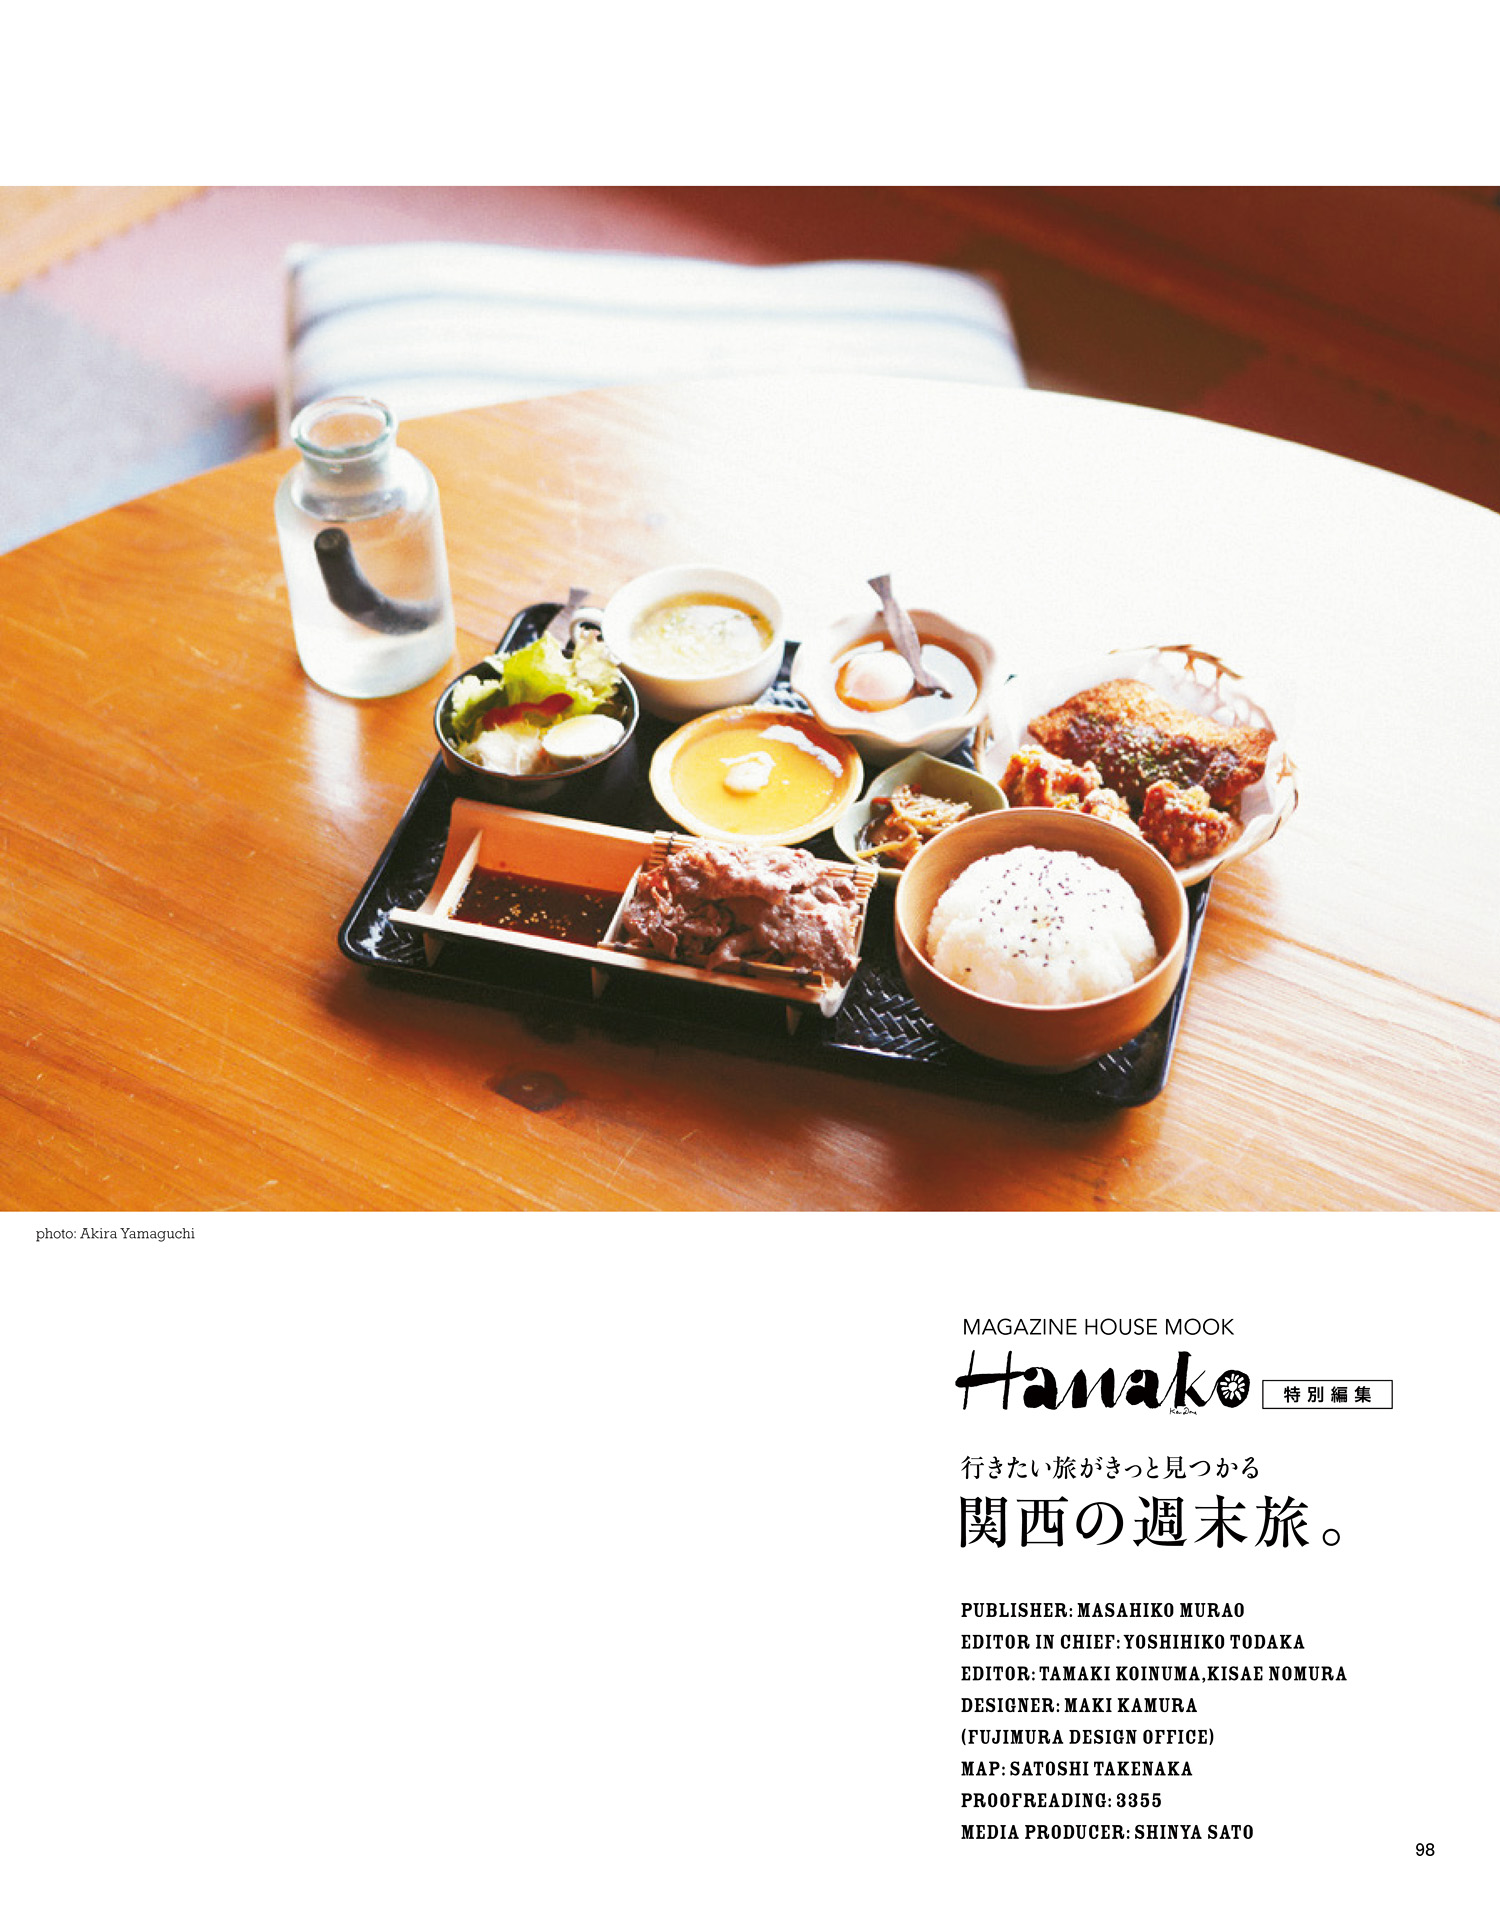 photo: Akira Yamaguchi
MAGAZINE HOUSE MOOK
Hanako 特別編集
行きたい旅がきっと見つかる
関西の週末旅。
PUBLISHER: MASAHIKO MURAO
EDITOR IN CHIEF: YOSHIHIKO TODAKA
EDITOR: TAMAKI KOINUMA,KISAE NOMURA
DESIGNER: MAKI KAMURA
(FUJIMURA DESIGN OFFICE)
MAP: SATOSHI TAKENAKA
PROOFREADING: 3355
MEDIA PRODUCER: SHINYA SATO
98